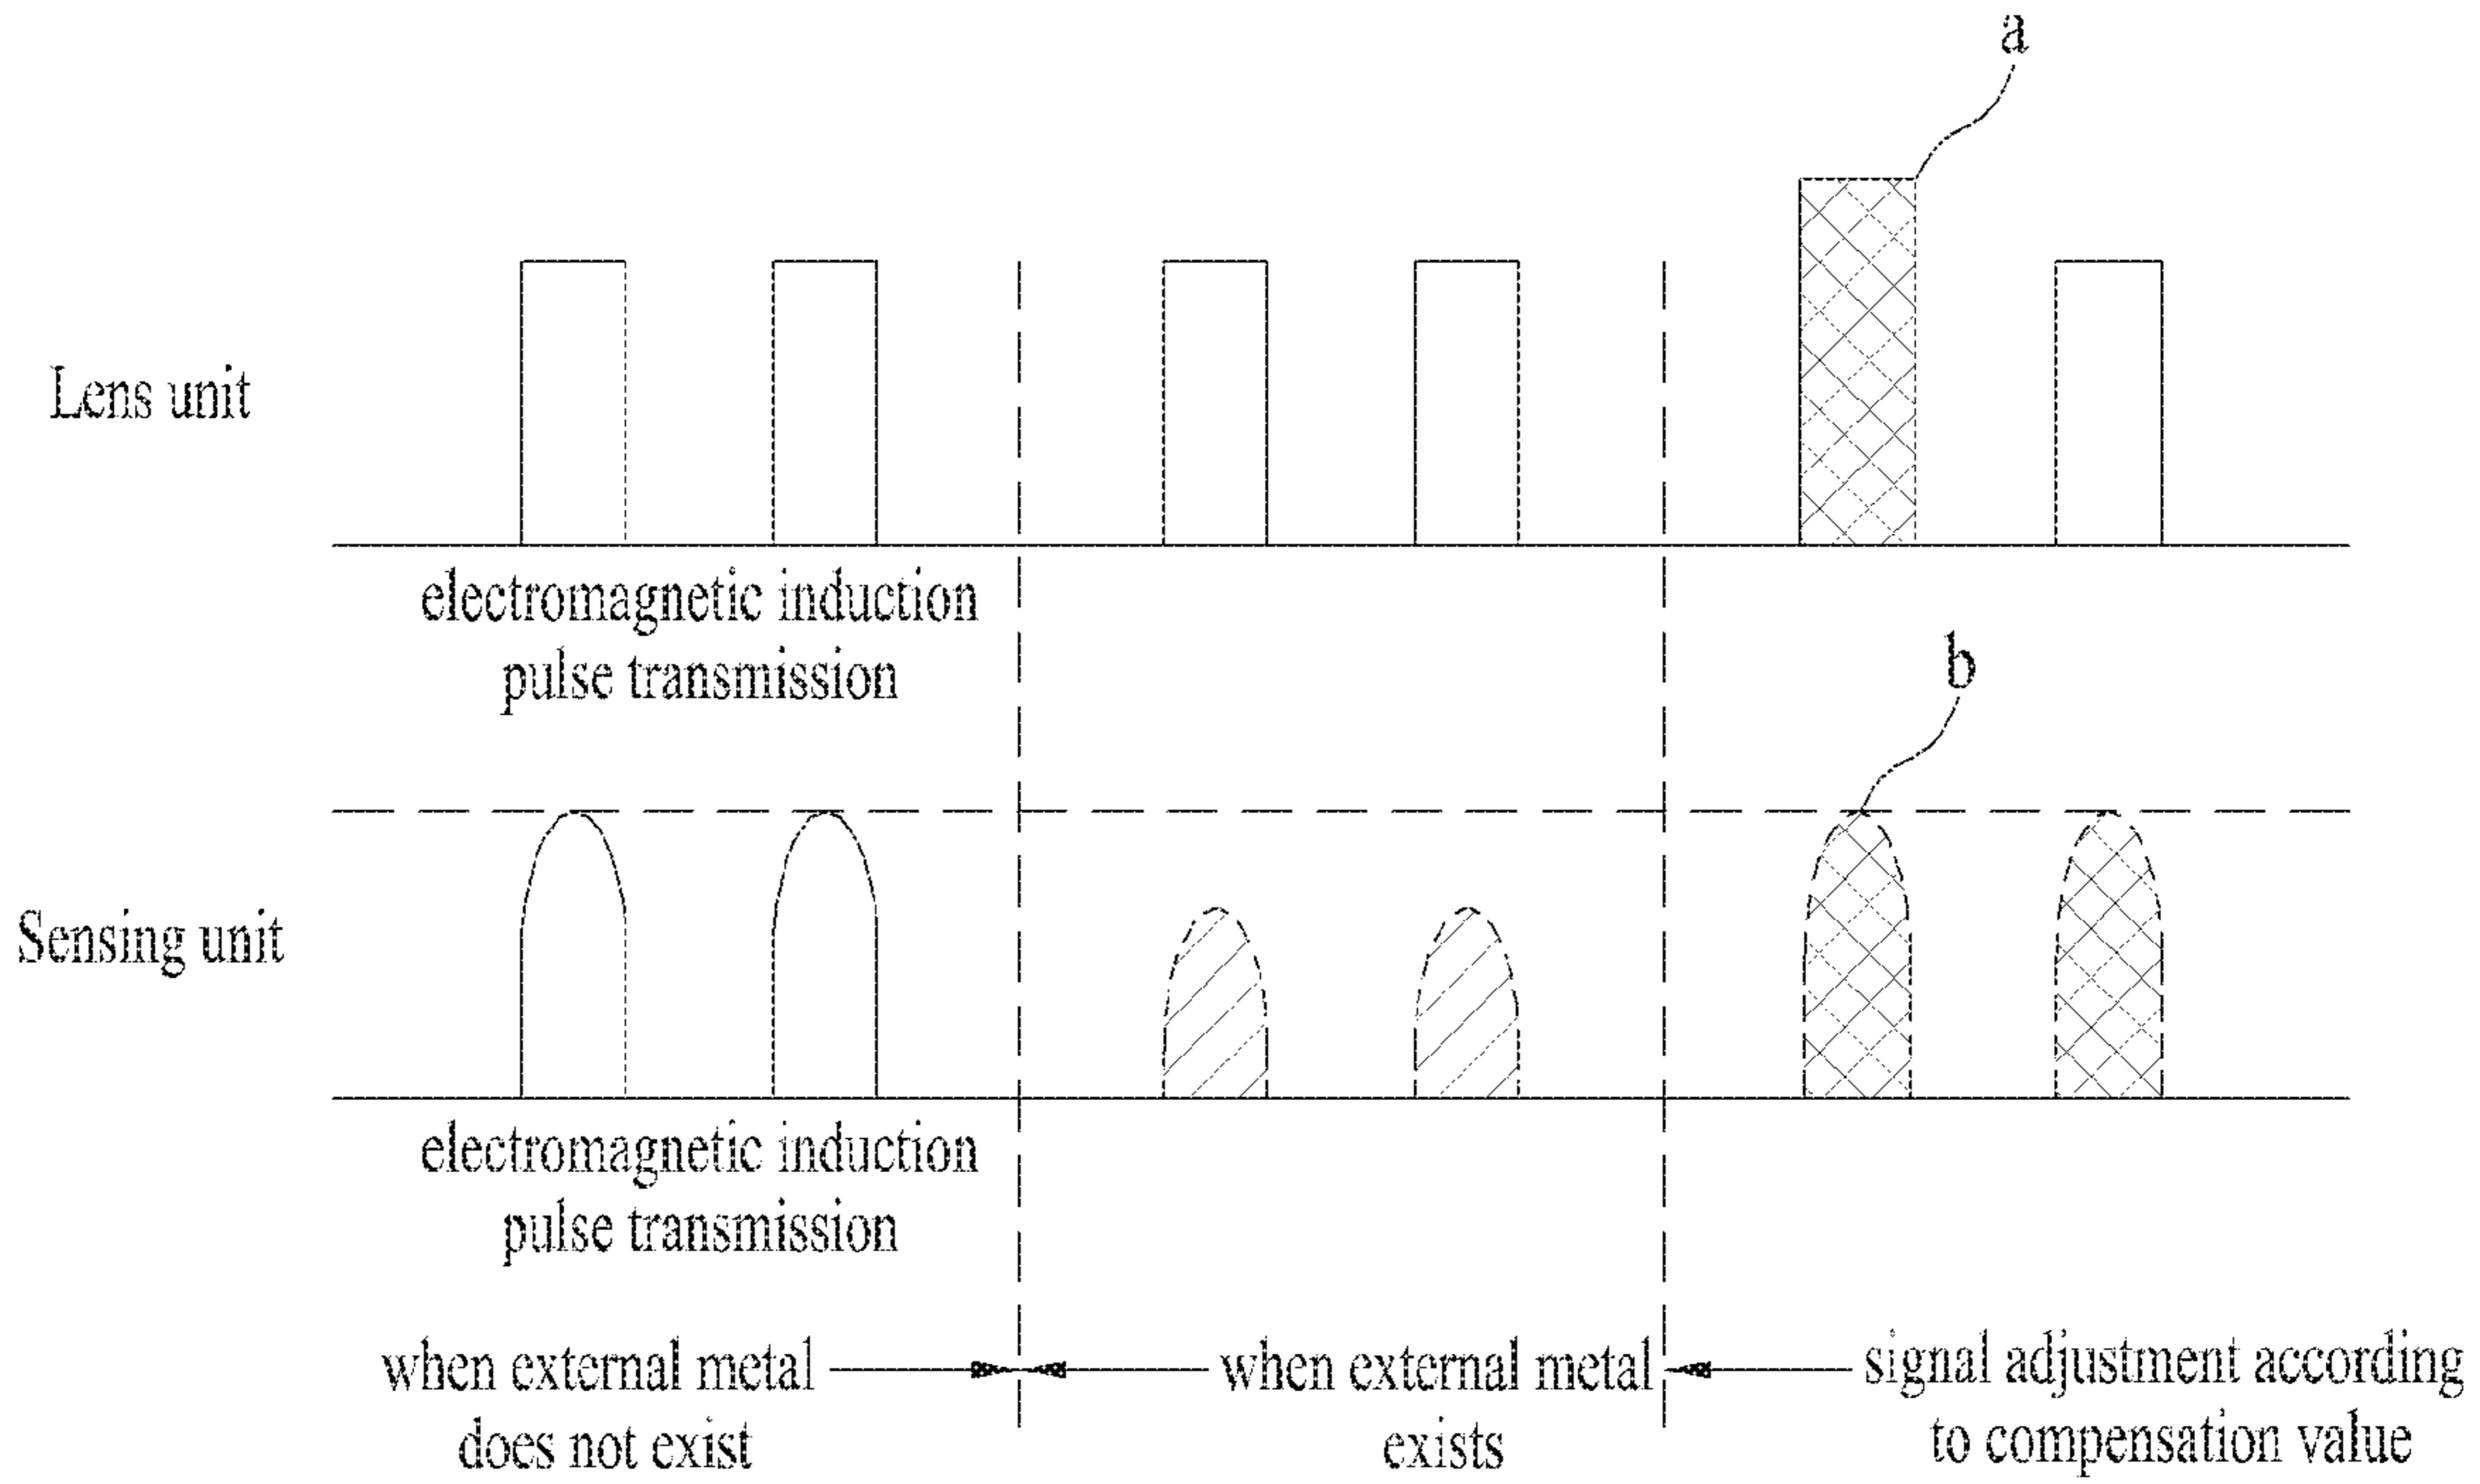 a
Lens unit
electromagnetic induction
pulse transmission
b
Sensing unit
electromagnetic induction
pulse transmission
when external metal
does not exist
when external metal
exists
signal adjustment according
to compensation value